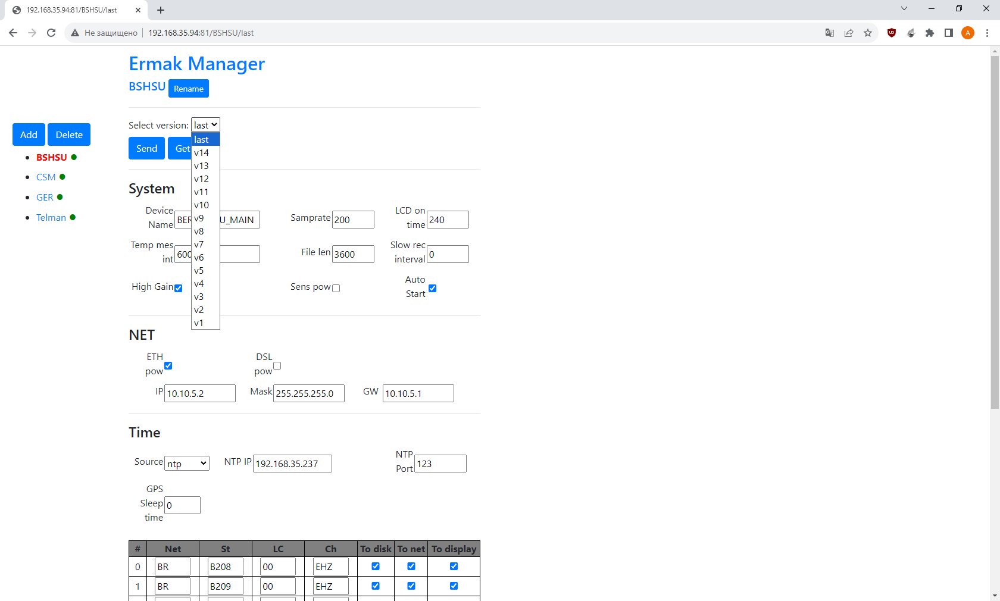 192.168.35.94:81/BSHSU/last
Не защищено
192.168.35.94:81/BSHSU/last
A
Ermak Manager
BSHSU Rename
Add Delete
BSHSU
CSM
GER
Telman
Select version: last
Send Get
last
v14
v13
v12
v11
v10
v9
v8
v7
v6
v5
v4
v3
v2
v1
System
Device Name BER U_MAIN Samprate 200 LCD on time 240
Temp mes int 600 File len 3600 Slow rec interval 0
High Gain Sens pow Auto Start
NET
ETH pow DSL pow
IP 10.10.5.2 Mask 255.255.255.0 GW 10.10.5.1
Time
Source ntp NTP IP 192.168.35.237 NTP Port 123
GPS Sleep time 0
# Net St LC Ch To disk To net To display
0 BR B208 00 EHZ
1 BR B209 00 EHZ